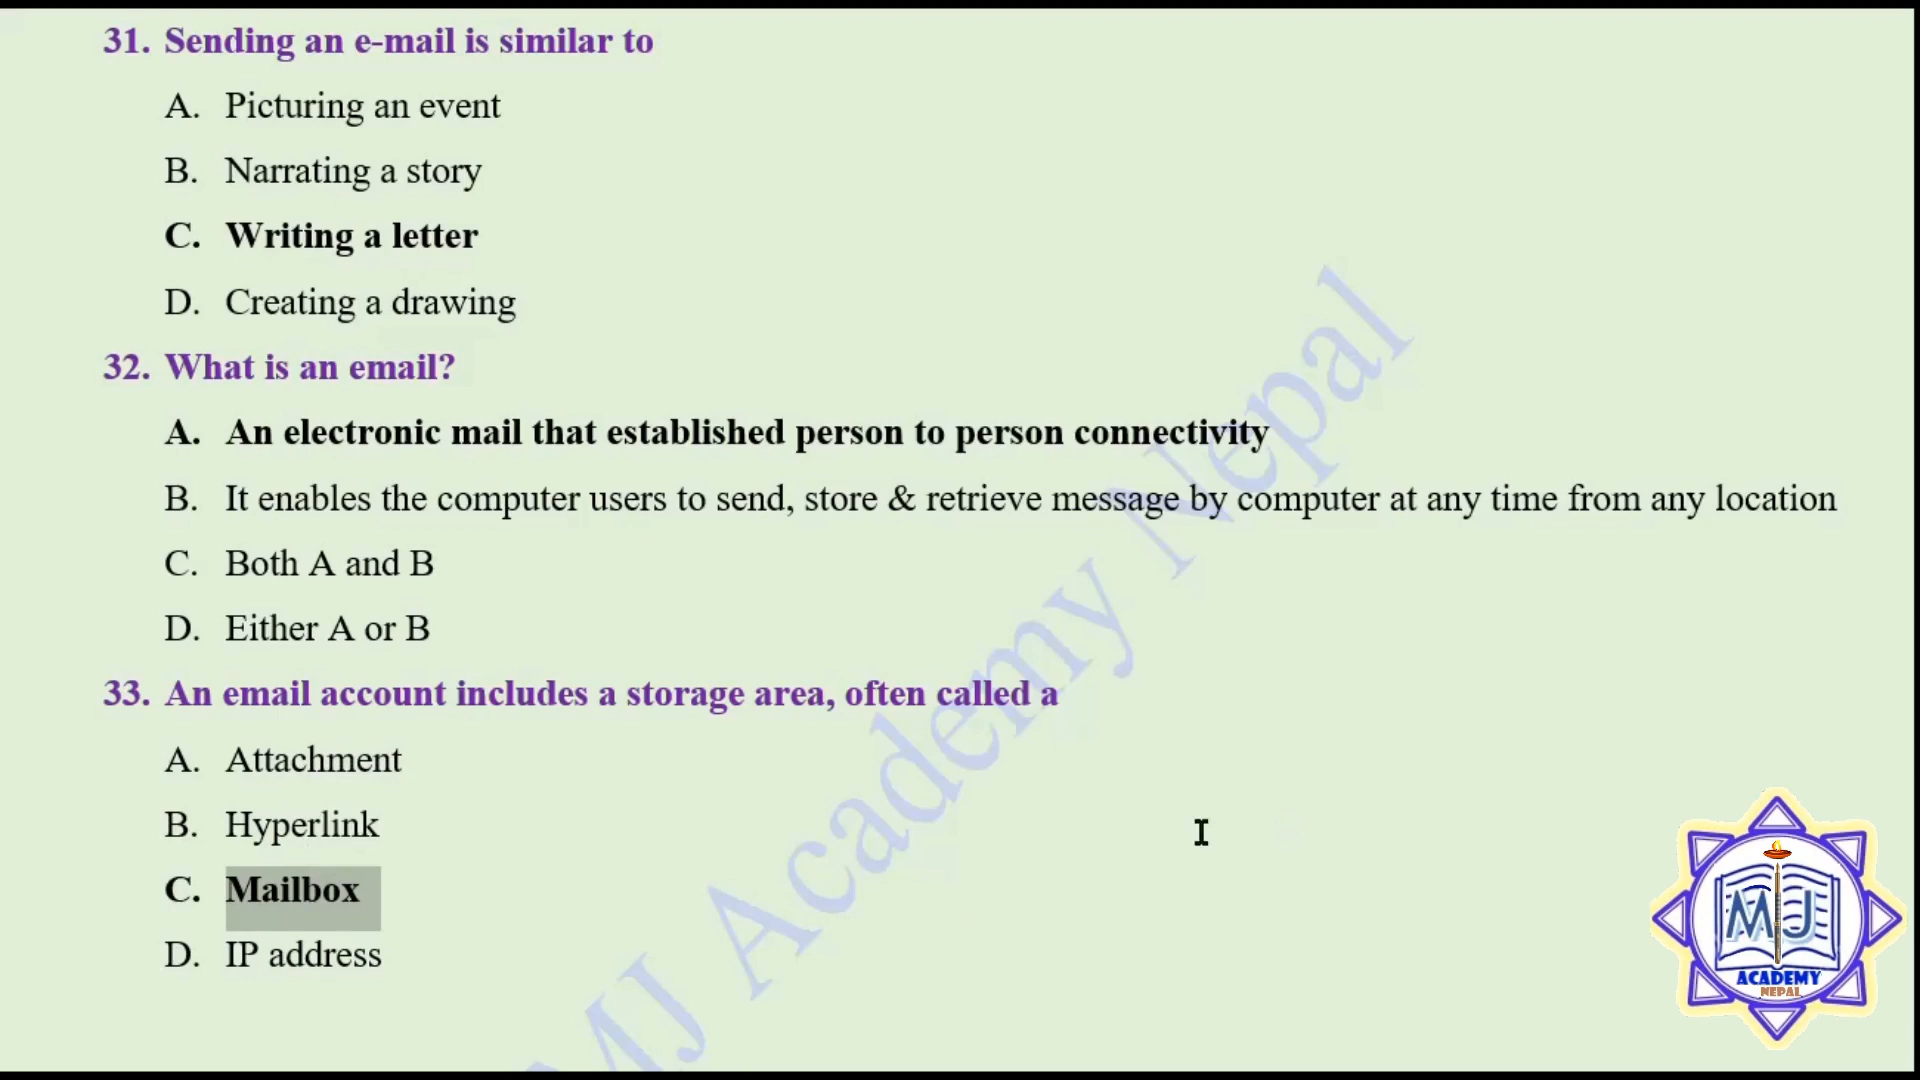 31. Sending an e-mail is similar to
A. Picturing an event
B. Narrating a story
C. Writing a letter
D. Creating a drawing
32. What is an email?
A. An electronic mail that established person to person connectivity
B. It enables the computer users to send, store & retrieve message by computer at any time from any location
C. Both A and B
D. Either A or B
33. An email account includes a storage area, often called a
A. Attachment
B. Hyperlink
C. Mailbox
D. IP address
MJ Academy Nepal
MJ
ACADEMY
NEPAL